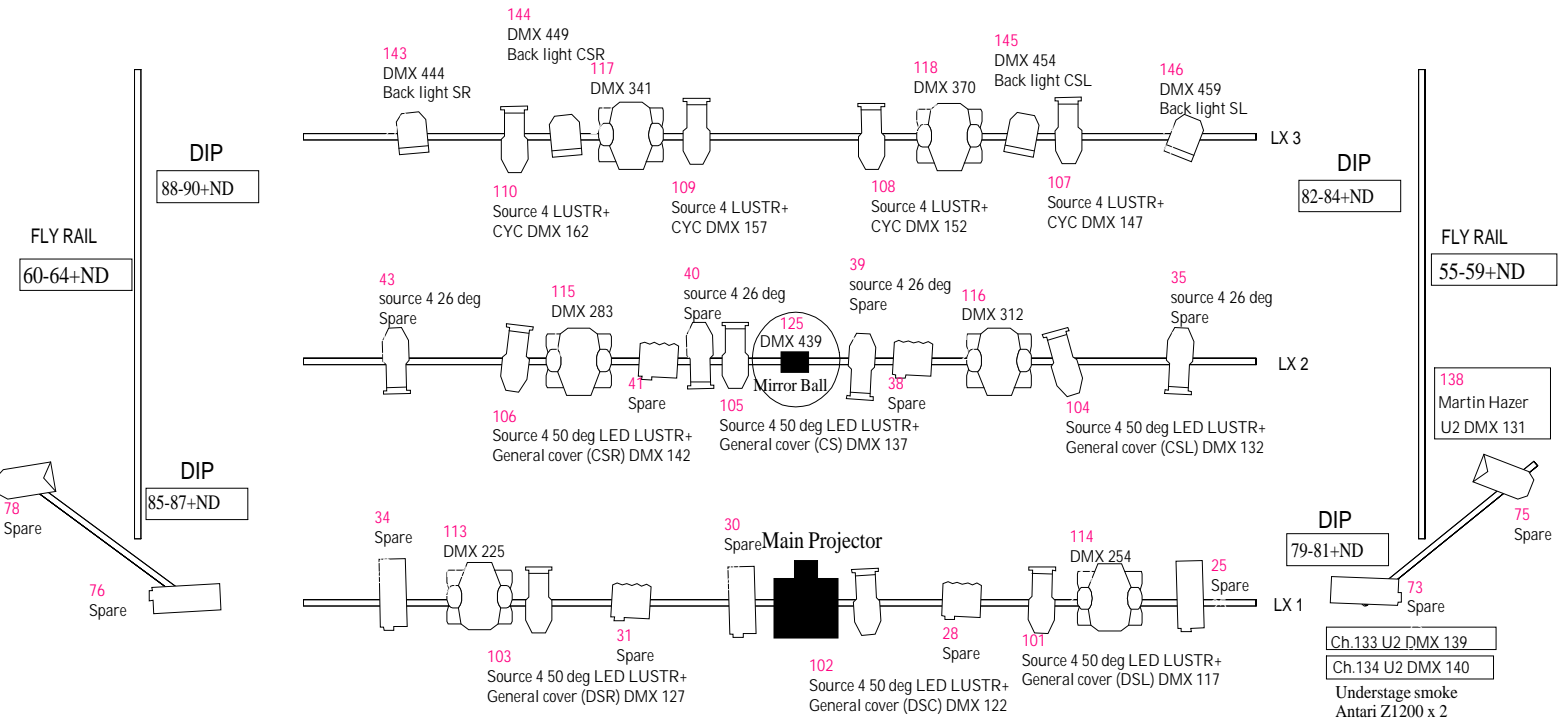 144
DMX 449
Back light CSR
143
DMX 444
Back light SR
117
DMX 341
118
DMX 370
145
DMX 454
Back light CSL
146
DMX 459
Back light SL
LX 3
DIP
88-90+ND
DIP
82-84+ND
110
Source 4 LUSTR+
CYC DMX 162
109
Source 4 LUSTR+
CYC DMX 157
108
Source 4 LUSTR+
CYC DMX 152
107
Source 4 LUSTR+
CYC DMX 147
FLY RAIL
60-64+ND
FLY RAIL
55-59+ND
43
source 4 26 deg
Spare
115
DMX 283
40
source 4 26 deg
Spare
125
DMX 439
Mirror Ball
39
source 4 26 deg
Spare
116
DMX 312
35
source 4 26 deg
Spare
LX 2
41
Spare
38
Spare
106
Source 4 50 deg LED LUSTR+
General cover (CSR) DMX 142
105
Source 4 50 deg LED LUSTR+
General cover (CS) DMX 137
104
Source 4 50 deg LED LUSTR+
General cover (CSL) DMX 132
138
Martin Hazer
U2 DMX 131
DIP
85-87+ND
78
Spare
76
Spare
34
Spare
113
DMX 225
30
Spare
Main Projector
114
DMX 254
25
Spare
LX 1
DIP
79-81+ND
75
Spare
73
Spare
31
Spare
28
Spare
103
Source 4 50 deg LED LUSTR+
General cover (DSR) DMX 127
102
Source 4 50 deg LED LUSTR+
General cover (DSC) DMX 122
101
Source 4 50 deg LED LUSTR+
General cover (DSL) DMX 117
Ch.133 U2 DMX 139
Ch.134 U2 DMX 140
Understage smoke
Antari Z1200 x 2